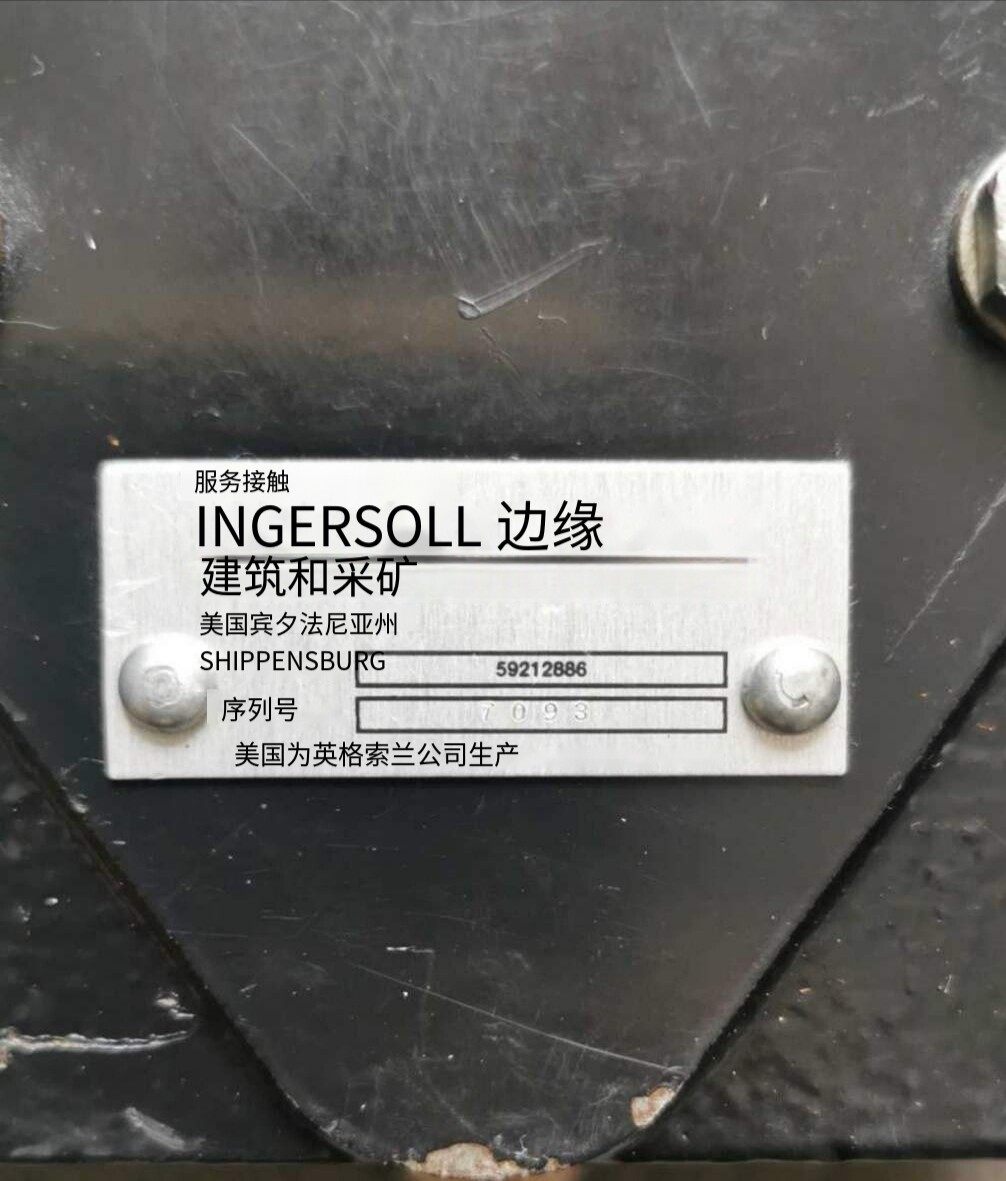 服务接触
INGERSOLL 边缘
建筑和采矿
美国宾夕法尼亚州
SHIPPENSBURG
59212886
序列号
7093
美国为英格索兰公司生产